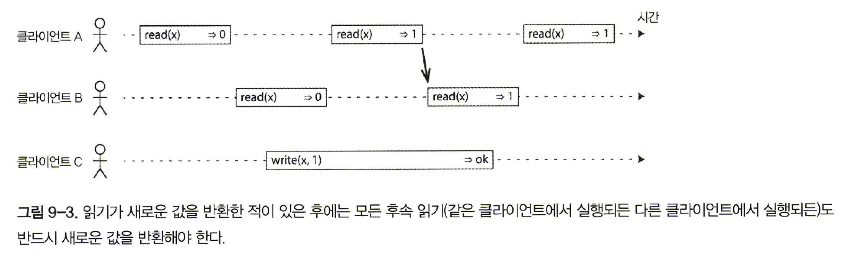 시간
클라이언트 A read(x) ⇒ 0 read(x) ⇒ 1 read(x) ⇒ 1
클라이언트 B read(x) ⇒ 0 read(x) ⇒ 1
클라이언트 C write(x, 1) ⇒ ok
그림 9-3. 읽기가 새로운 값을 반환한 적이 있은 후에는 모든 후속 읽기(같은 클라이언트에서 실행되든 다른 클라이언트에서 실행되든)도
반드시 새로운 값을 반환해야 한다.